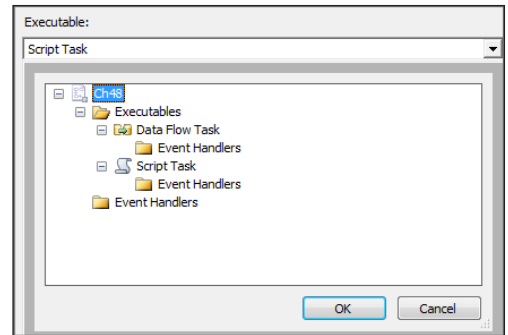 Executable:
Script Task
Ch48
Executables
Data Flow Task
Event Handlers
Script Task
Event Handlers
Event Handlers
OK Cancel